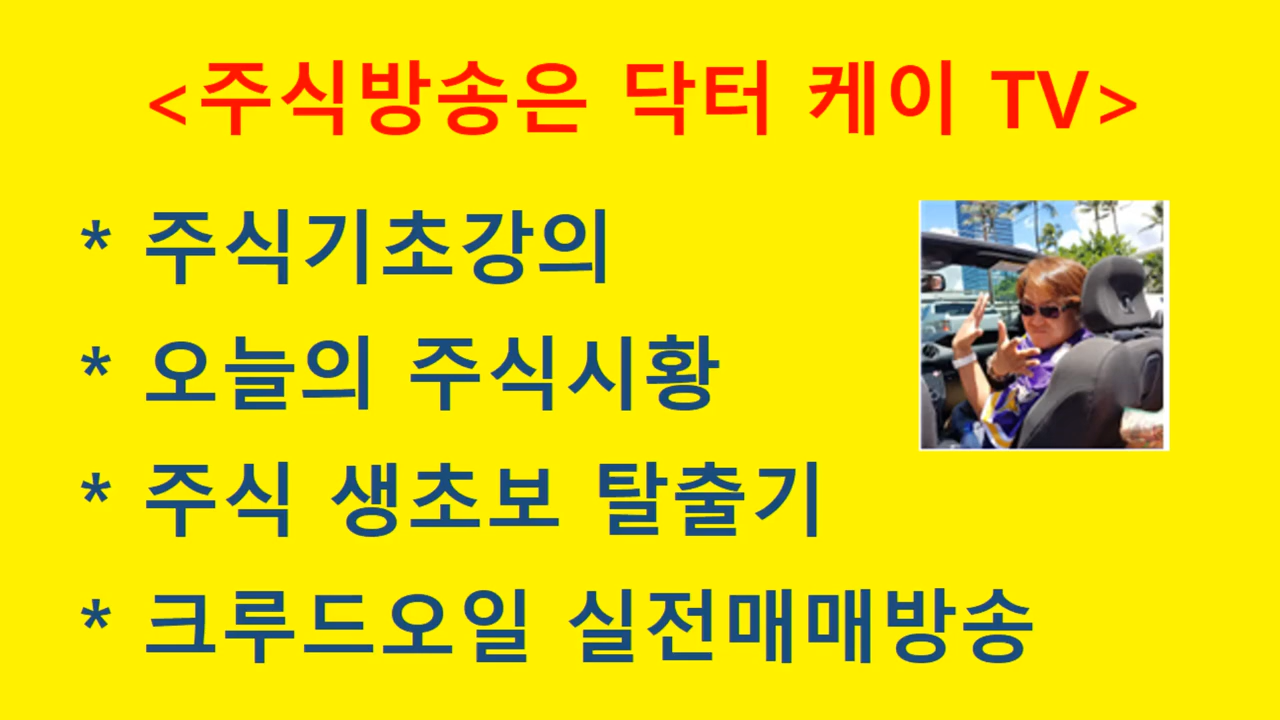 <주식방송은 닥터 케이 TV>
* 주식기초강의
* 오늘의 주식시황
* 주식 생초보 탈출기
* 크루드오일 실전매매방송